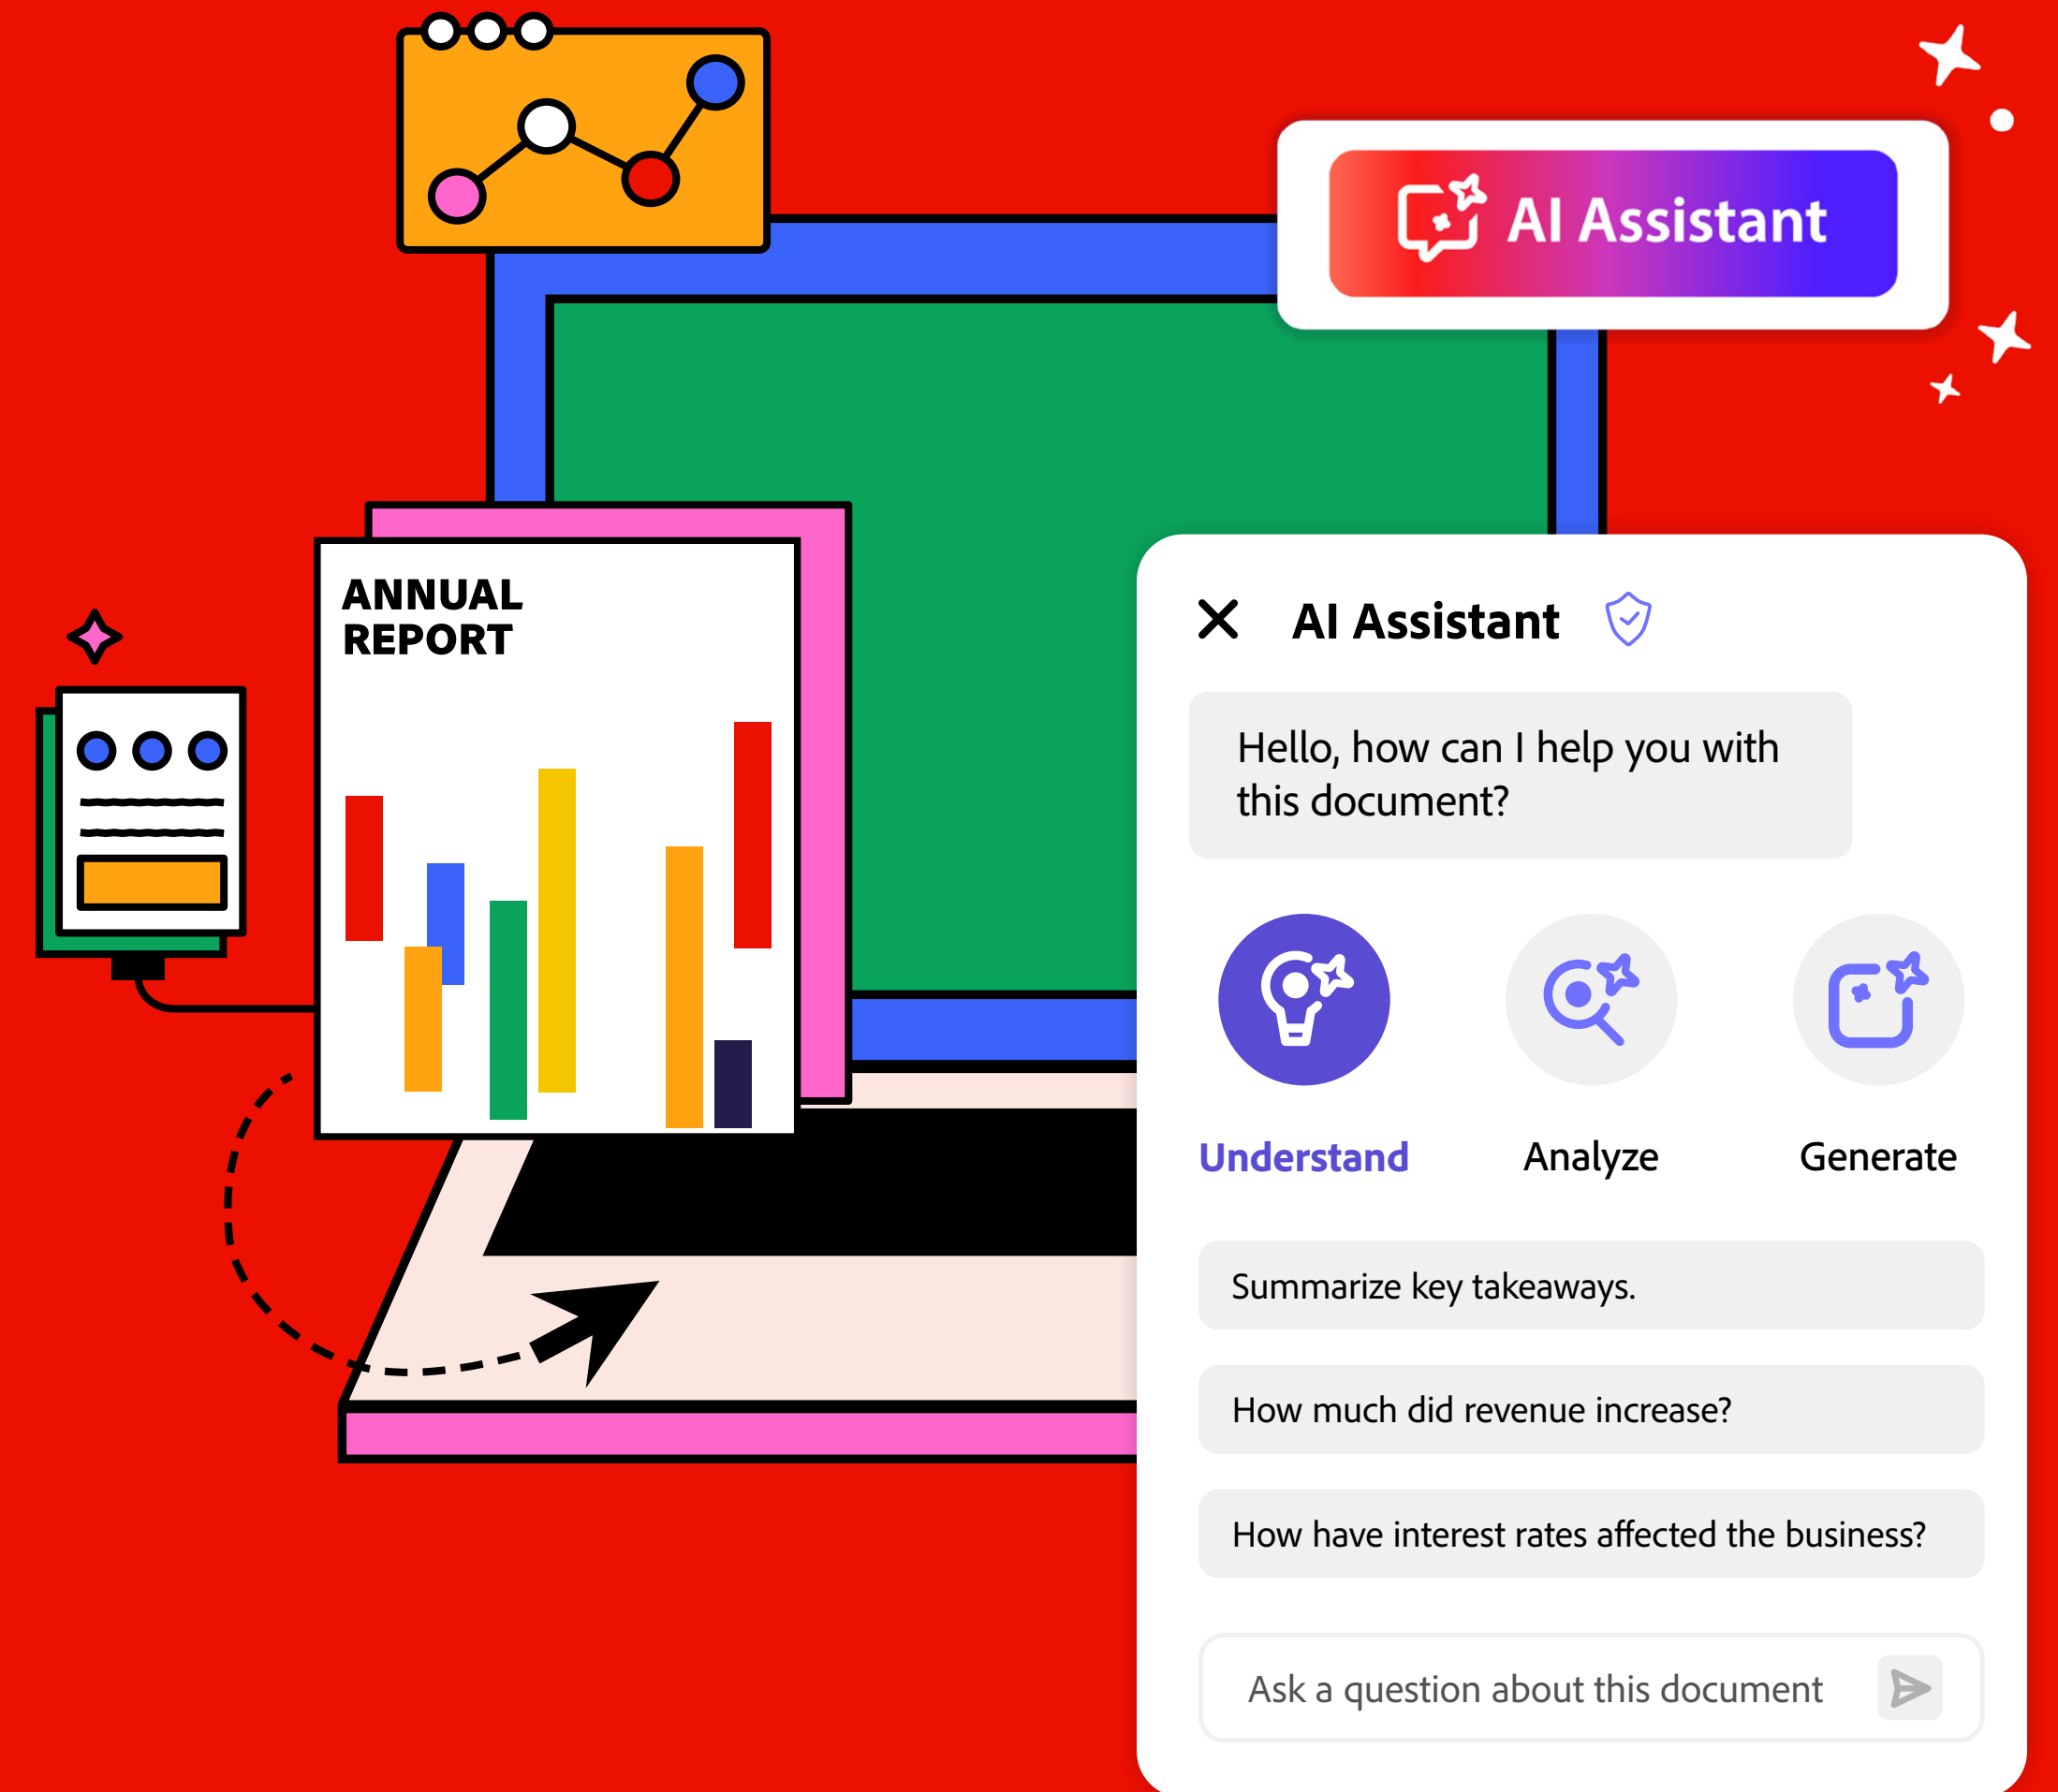 AI Assistant
ANNUAL
REPORT
AI Assistant
Hello, how can I help you with
this document?
Understand
Analyze
Generate
Summarize key takeaways.
How much did revenue increase?
How have interest rates affected the business?
Ask a question about this document